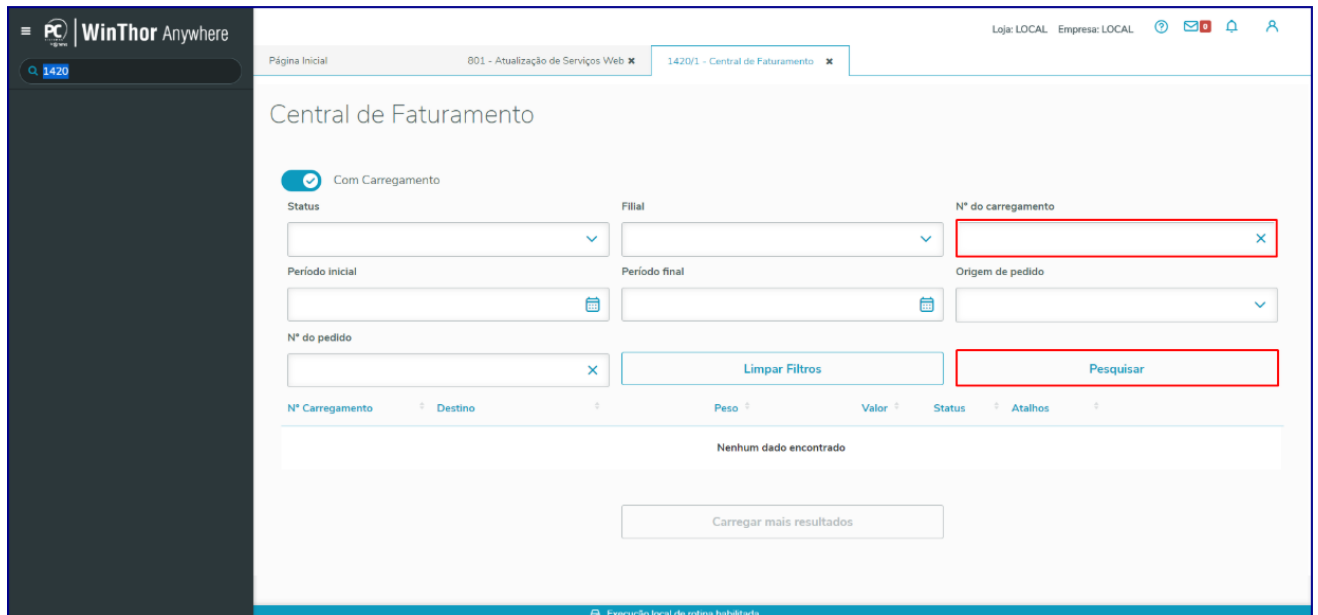 PC WinThor Anywhere
1420
Loja: LOCAL Empresa: LOCAL 0
Página Inicial 801 - Atualização de Serviços Web 1420/1 - Central de Faturamento
Central de Faturamento
Com Carregamento
Status Filial N° do carregamento
Período inicial Período final Origem de pedido
N° do pedido
Limpar Filtros Pesquisar
N° Carregamento Destino Peso Valor Status Atalhos
Nenhum dado encontrado
Carregar mais resultados
Execução local de rotina habilitada